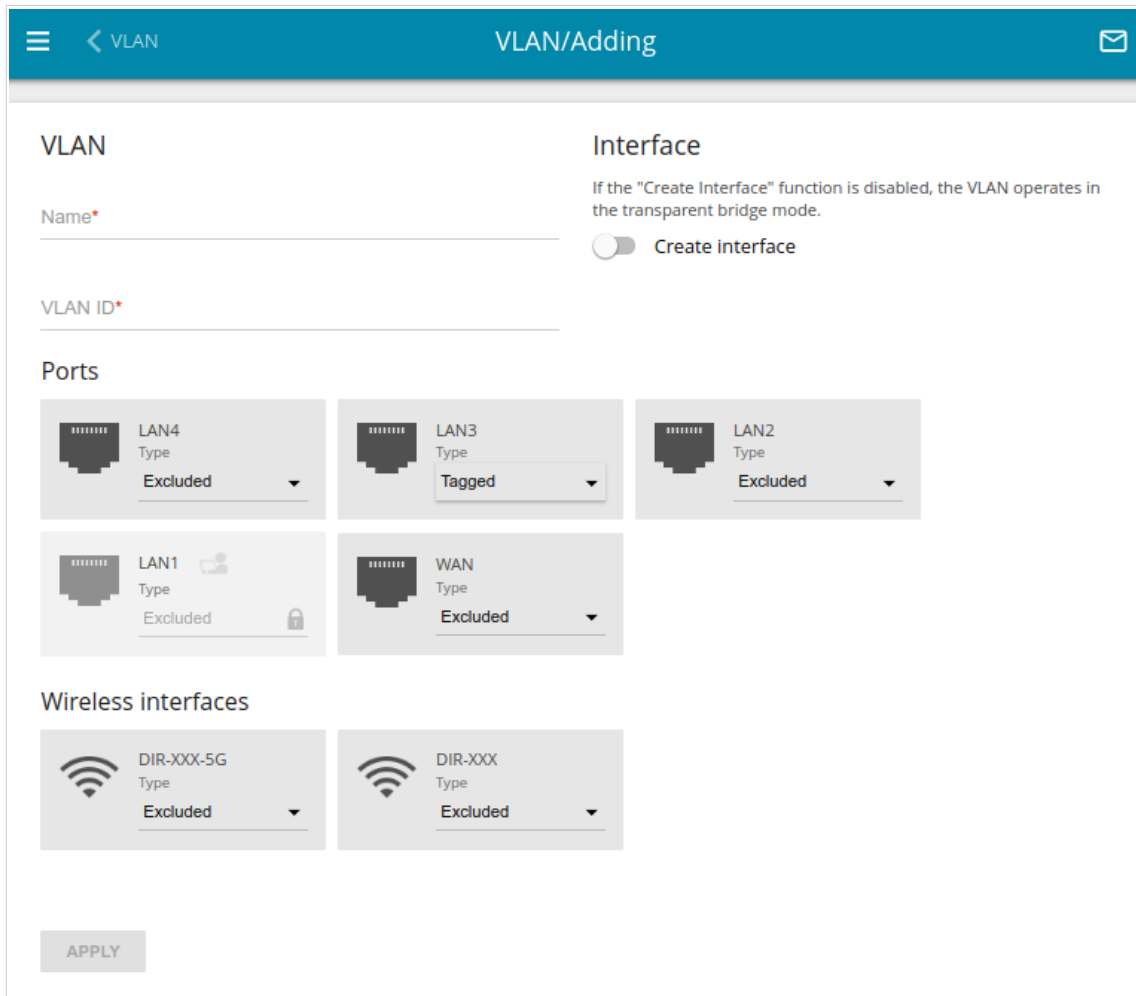 VLAN
VLAN/Adding
VLAN
Name*
VLAN ID*
Interface
If the "Create Interface" function is disabled, the VLAN operates in
the transparent bridge mode.
Create interface
Ports
LAN4
Type
Excluded
LAN3
Type
Tagged
LAN2
Type
Excluded
LAN1
Type
Excluded
WAN
Type
Excluded
Wireless interfaces
DIR-XXX-5G
Type
Excluded
DIR-XXX
Type
Excluded
APPLY